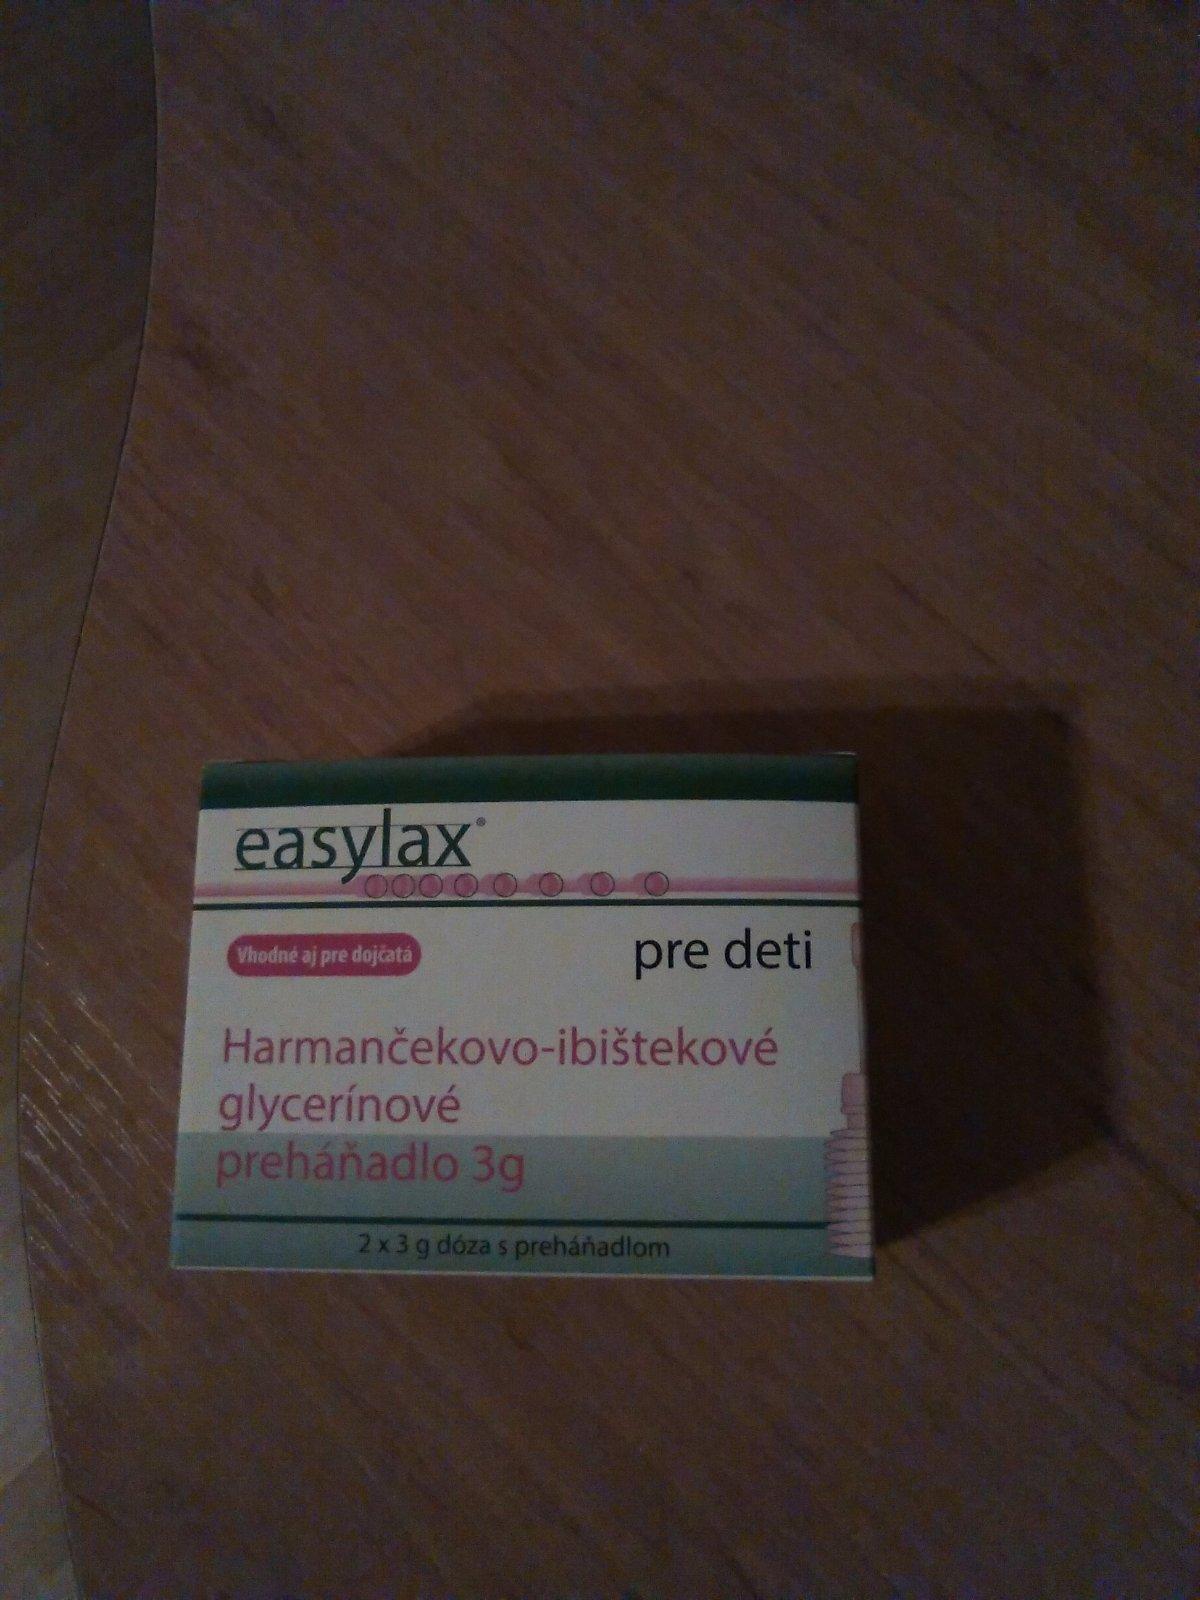 easylax®
Vhodné aj pre dojčatá
pre deti
Harmančekovo-ibištekové
glycerínové
preháňadlo 3g
2 x 3 g dóza s preháňadlom